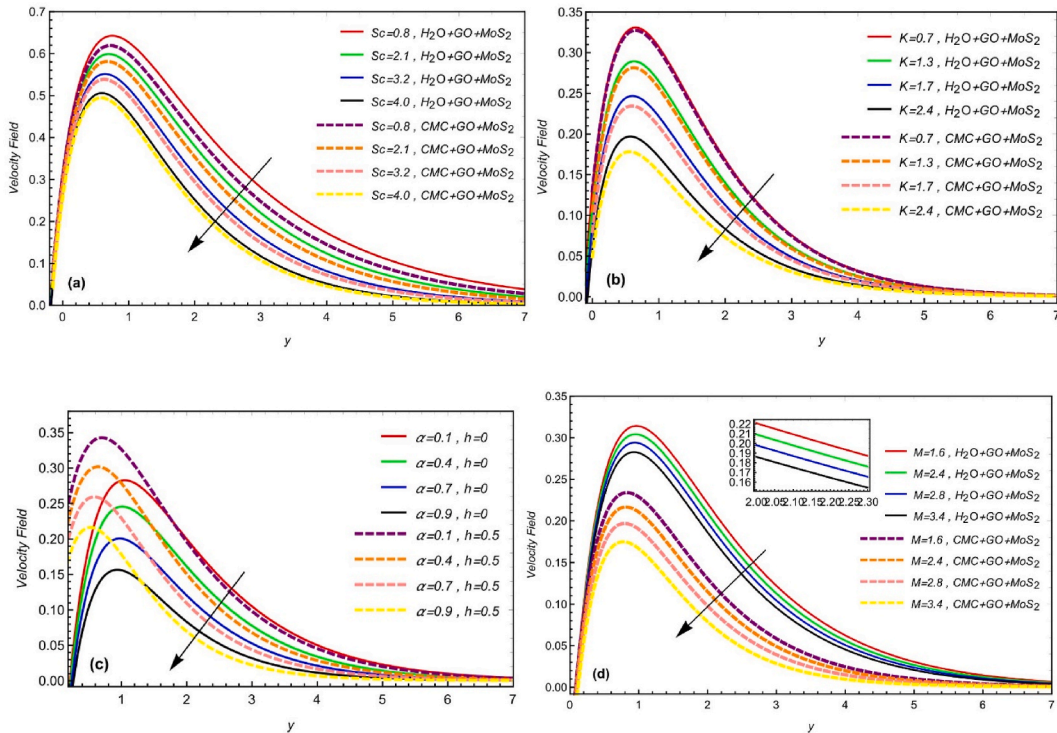 0.7
0.6
0.5
0.4
0.3
0.2
0.1
0.0
Velocity Field
Sc=0.8 , H2O+GO+MoS2
Sc=2.1 , H2O+GO+MoS2
Sc=3.2 , H2O+GO+MoS2
Sc=4.0 , H2O+GO+MoS2
Sc=0.8 , CMC+GO+MoS2
Sc=2.1 , CMC+GO+MoS2
Sc=3.2 , CMC+GO+MoS2
Sc=4.0 , CMC+GO+MoS2
(a)
0 1 2 3 4 5 6 7
y
0.35
0.30
0.25
0.20
0.15
0.10
0.05
0.00
Velocity Field
K=0.7 , H2O+GO+MoS2
K=1.3 , H2O+GO+MoS2
K=1.7 , H2O+GO+MoS2
K=2.4 , H2O+GO+MoS2
K=0.7 , CMC+GO+MoS2
K=1.3 , CMC+GO+MoS2
K=1.7 , CMC+GO+MoS2
K=2.4 , CMC+GO+MoS2
(b)
0 1 2 3 4 5 6 7
y
0.35
0.30
0.25
0.20
0.15
0.10
0.05
0.00
Velocity Field
α=0.1 , h=0
α=0.4 , h=0
α=0.7 , h=0
α=0.9 , h=0
α=0.1 , h=0.5
α=0.4 , h=0.5
α=0.7 , h=0.5
α=0.9 , h=0.5
(c)
1 2 3 4 5 6 7
y
0.35
0.30
0.25
0.20
0.15
0.10
0.05
0.00
Velocity Field
0.22
0.21
0.20
0.19
0.18
0.17
0.16
2.00 2.05 2.10 2.15 2.20 2.25 2.30
M=1.6, H2O+GO+MoS2
M=2.4, H2O+GO+MoS2
M=2.8, H2O+GO+MoS2
M=3.4, H2O+GO+MoS2
M=1.6, CMC+GO+MoS2
M=2.4, CMC+GO+MoS2
M=2.8, CMC+GO+MoS2
M=3.4, CMC+GO+MoS2
(d)
0 1 2 3 4 5 6 7
y